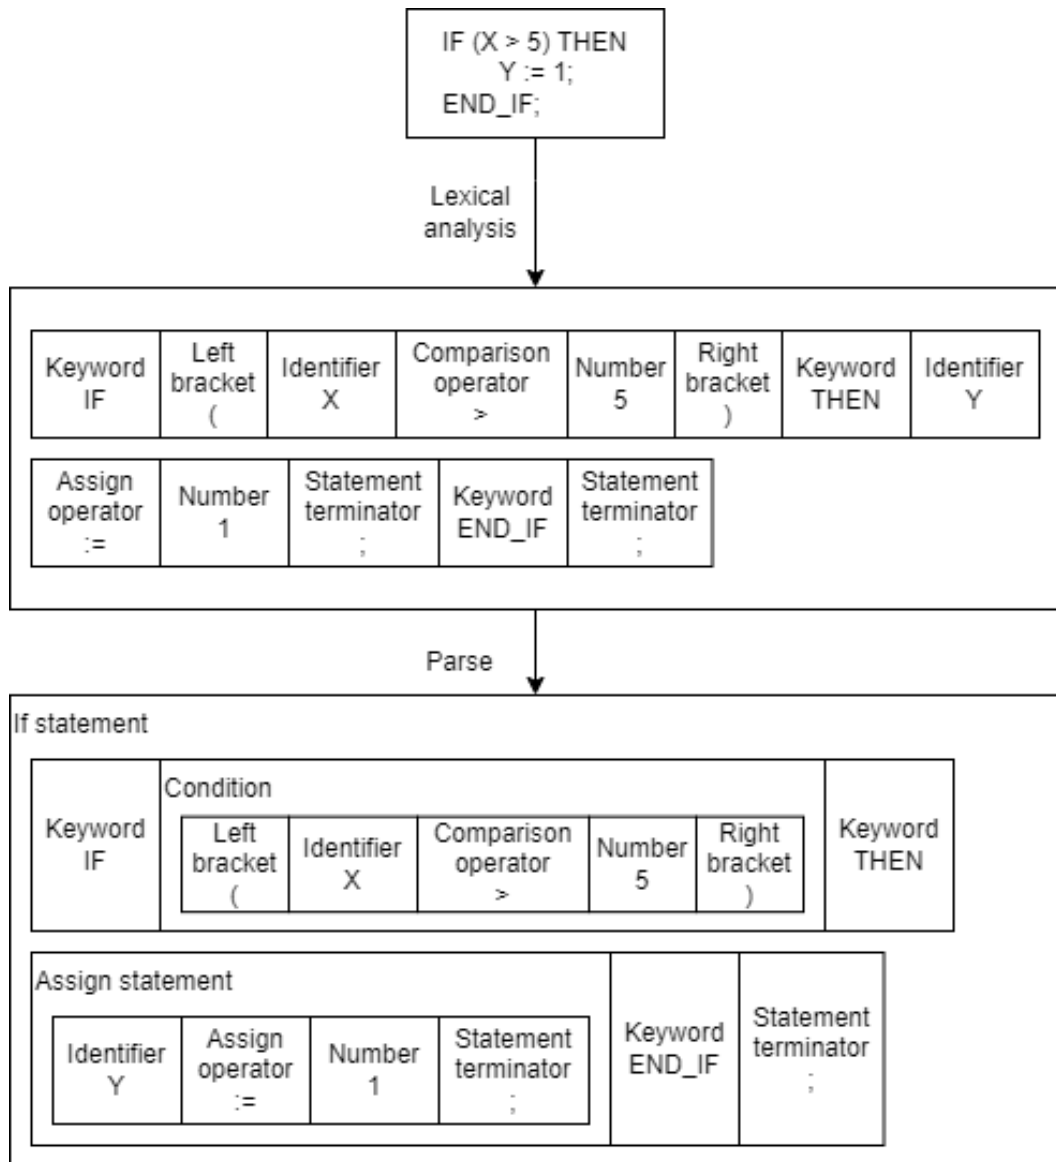 IF (X > 5) THEN
Y := 1;
END_IF;
Lexical
analysis
Keyword
IF
Left
bracket
(
Identifier
X
Comparison
operator
>
Number
5
Right
bracket
)
Keyword
THEN
Identifier
Y
Assign
operator
:=
Number
1
Statement
terminator
;
Keyword
END_IF
Statement
terminator
;
Parse
If statement
Keyword
IF
Condition
Left
bracket
(
Identifier
X
Comparison
operator
>
Number
5
Right
bracket
)
Keyword
THEN
Assign statement
Identifier
Y
Assign
operator
:=
Number
1
Statement
terminator
;
Keyword
END_IF
Statement
terminator
;